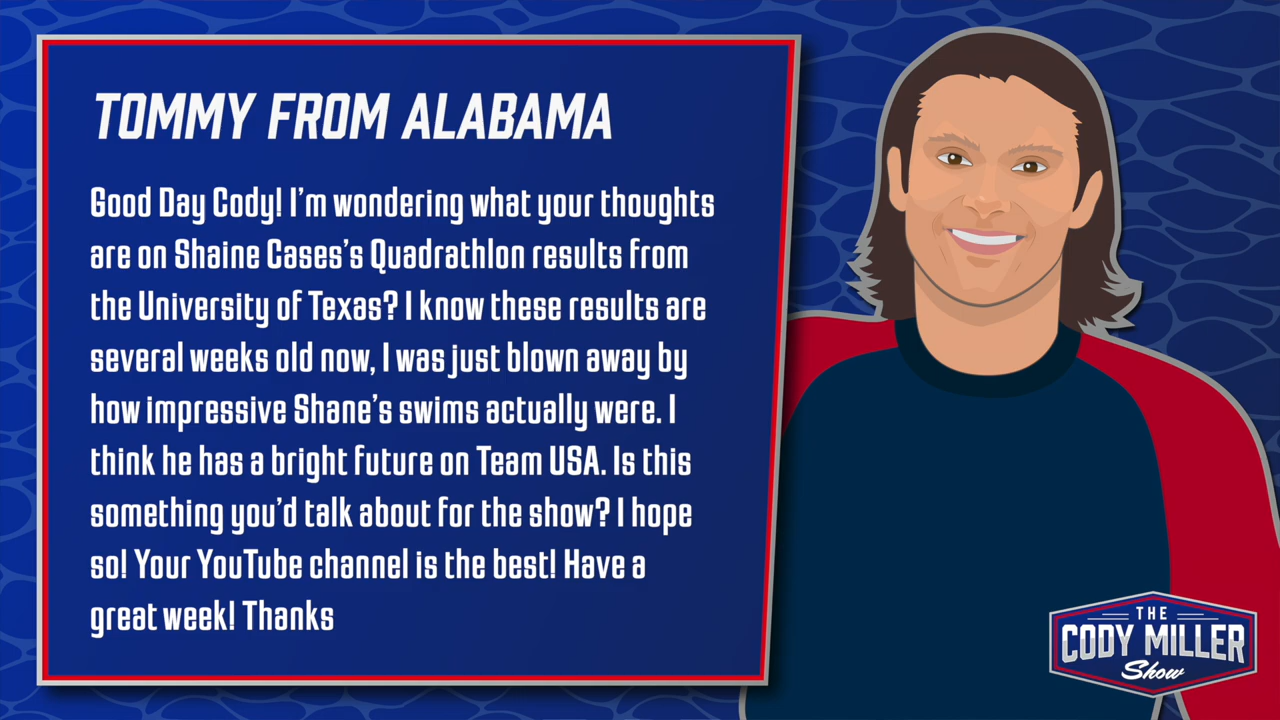 TOMMY FROM ALABAMA
Good Day Cody! I'm wondering what your thoughts
are on Shaine Cases's Quadrathlon results from
the University of Texas? I know these results are
several weeks old now, I was just blown away by
how impressive Shane's swims actually were. I
think he has a bright future on Team USA. Is this
something you'd talk about for the show? I hope
so! Your YouTube channel is the best! Have a
great week! Thanks
THE
CODY MILLER
Show